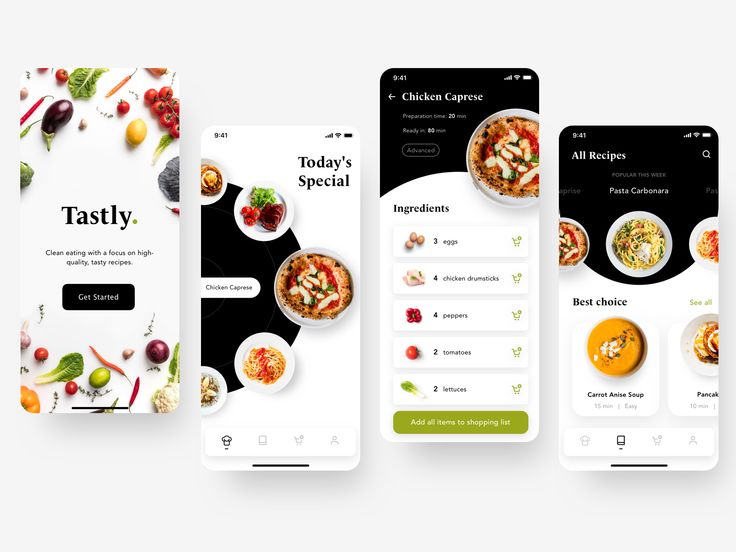 Tastly.
Clean eating with a focus on high-
quality, tasty recipes.
Get Started
9:41
Today's
Special
Chicken Caprese
9:41
Chicken Caprese
Preparation time: 20 min
Ready in: 80 min
Advanced
Ingredients
3 eggs
4 chicken drumsticks
4 peppers
2 tomatoes
2 lettuces
Add all items to shopping list
9:41
All Recipes
POPULAR THIS WEEK
aprise Pasta Carbonara Pas
Best choice See all
Carrot Anise Soup
15 min | Easy
Pancak
10 min |